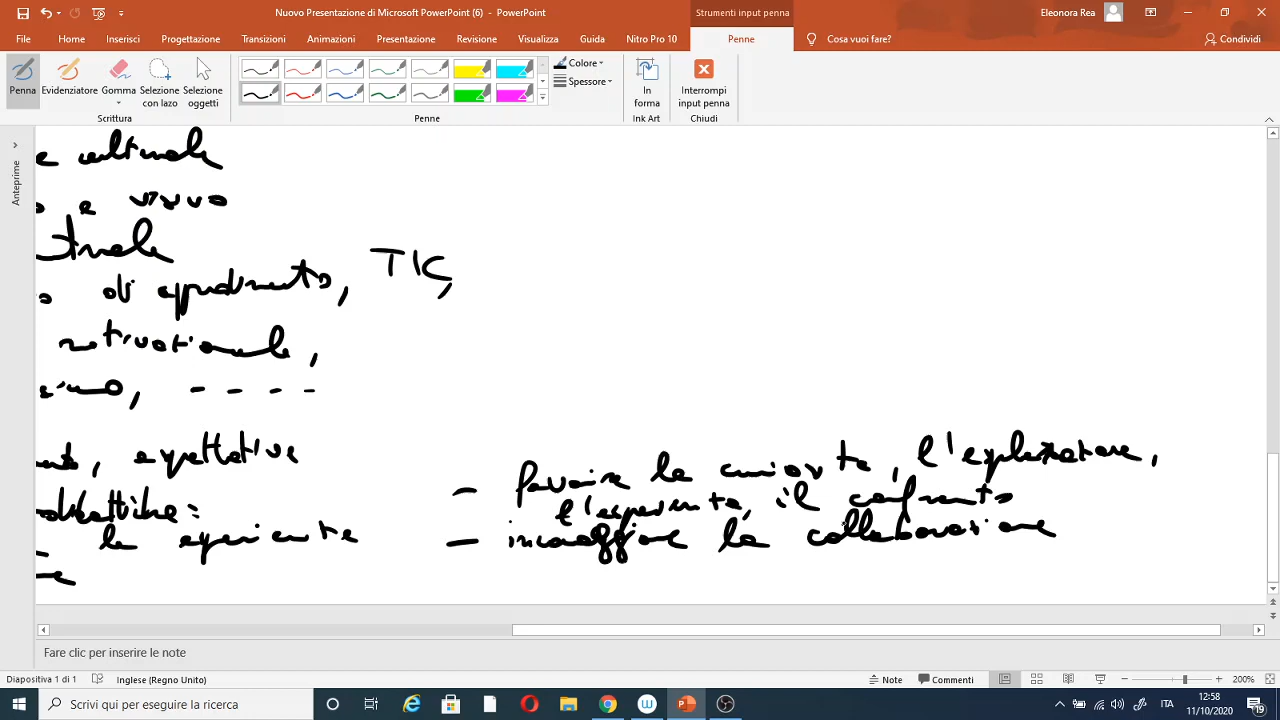 Nuovo Presentazione di Microsoft PowerPoint (6) - PowerPoint
Strumenti input penna
Eleonora Rea
File Home Inserisci Progettazione Transizioni Animazioni Presentazione Revisione Visualizza Guida Nitro Pro 10 Penne Cosa vuoi fare? Condividi
Penna Evidenziatore Gomma Selezione con lazo Selezione oggetti
Colore
Spessore
In forma
Interrompi input penna
Scrittura Penne Ink Art Chiudi
Anteprime
e culturale
o e visivo
di apprendimento, TIC,
motivazionale,
, - - - -
, aspettative
- favorire la curiosità, l'esplorazione,
l'esperienza, il confronto
le esperienze
- incoraggiare la collaborazione
Fare clic per inserire le note
Diapositiva 1 di 1 Inglese (Regno Unito) Note Commenti 200%
Scrivi qui per eseguire la ricerca
ITA
12:58
11/10/2020
19